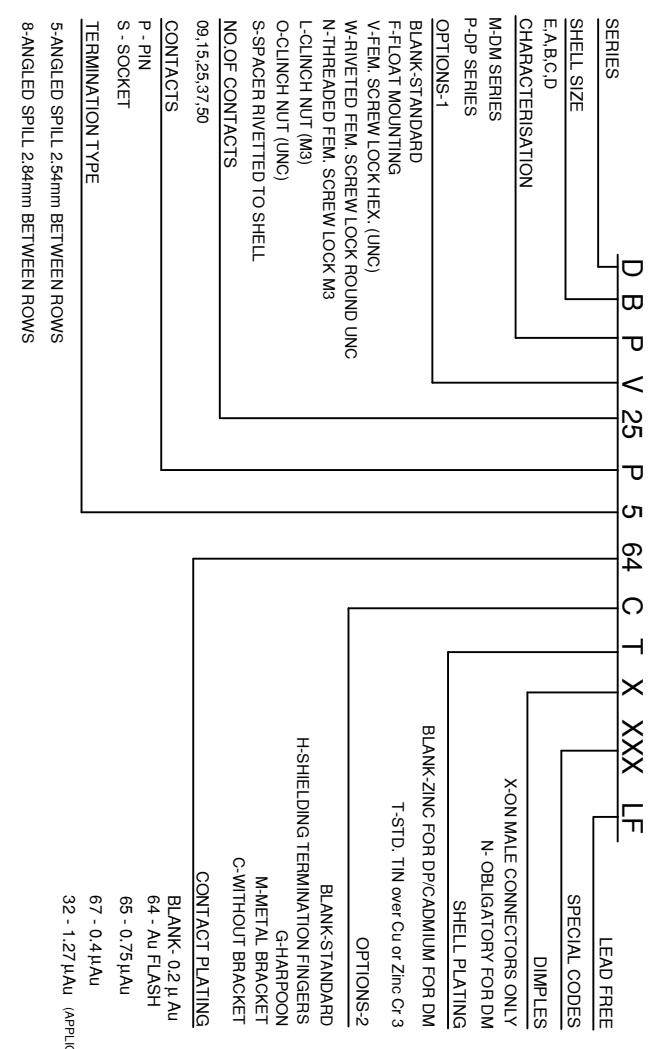 D B P V 25 P 5 64 C T X XXX LF
SERIES
SHELL SIZE
E,A,B,C,D
CHARACTERISATION
M-DM SERIES
P-DP SERIES
OPTIONS-1
BLANK-STANDARD
F-FLOAT MOUNTING
V-FEM. SCREW LOCK HEX. (UNC)
W-RIVETED FEM. SCREW LOCK ROUND UNC
N-THREADED FEM. SCREW LOCK M3
L-CLINCH NUT (M3)
O-CLINCH NUT (UNC)
S-SPACER RIVETTED TO SHELL
NO.OF CONTACTS
09,15,25,37,50
CONTACTS
P - PIN
S - SOCKET
TERMINATION TYPE
5-ANGLED SPILL 2.54mm BETWEEN ROWS
8-ANGLED SPILL 2.84mm BETWEEN ROWS
LEAD FREE
SPECIAL CODES
DIMPLES
X-ON MALE CONNECTORS ONLY
N- OBLIGATORY FOR DM
SHELL PLATING
BLANK-ZINC FOR DP/CADMIUM FOR DM
T-STD. TIN over Cu or Zinc Cr 3
OPTIONS-2
BLANK-STANDARD
H-SHIELDING TERMINATION FINGERS
G-HARPOON
M-METAL BRACKET
C-WITHOUT BRACKET
CONTACT PLATING
BLANK- 0.2 µ Au
64 - Au FLASH
65 - 0.75µAu
67 - 0.4µAu
32 - 1.27µAu